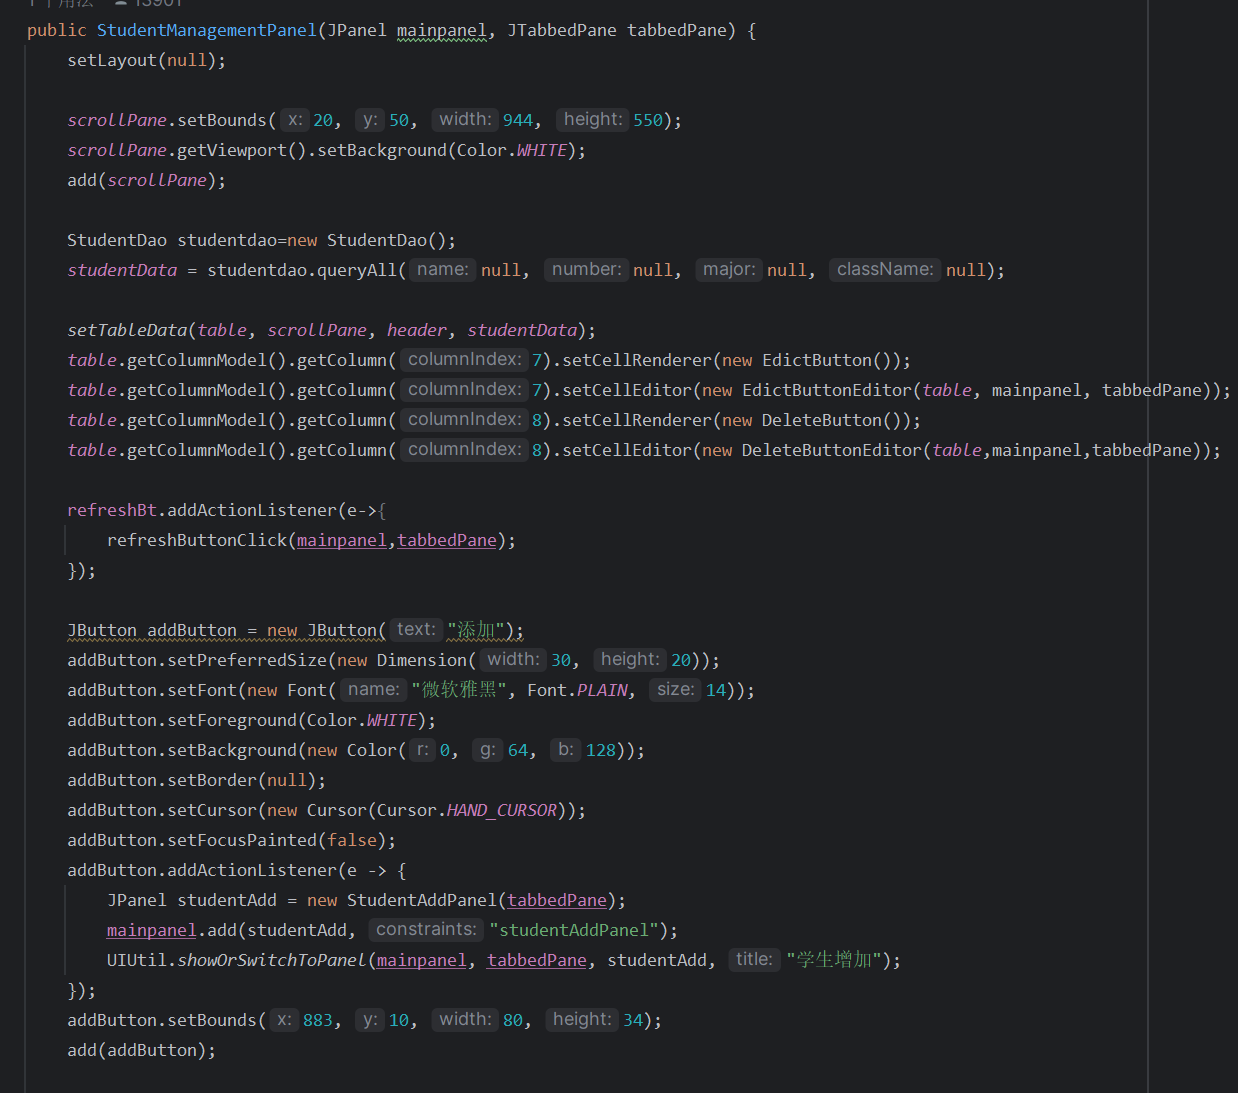 1个用法 13901
public StudentManagementPanel(JPanel mainpanel, JTabbedPane tabbedPane) {
setLayout(null);
scrollPane.setBounds( x: 20, y: 50, width: 944, height: 550);
scrollPane.getViewport().setBackground(Color.WHITE);
add(scrollPane);
StudentDao studentdao=new StudentDao();
studentData = studentdao.queryAll( name: null, number: null, major: null, className: null);
setTableData(table, scrollPane, header, studentData);
table.getColumnModel().getColumn( columnIndex: 7).setCellRenderer(new EdictButton());
table.getColumnModel().getColumn( columnIndex: 7).setCellEditor(new EdictButtonEditor(table, mainpanel, tabbedPane));
table.getColumnModel().getColumn( columnIndex: 8).setCellRenderer(new DeleteButton());
table.getColumnModel().getColumn( columnIndex: 8).setCellEditor(new DeleteButtonEditor(table,mainpanel,tabbedPane));
refreshBt.addActionListener(e->{
refreshButtonClick(mainpanel,tabbedPane);
});
JButton addButton = new JButton( text: "添加");
addButton.setPreferredSize(new Dimension( width: 30, height: 20));
addButton.setFont(new Font( name: "微软雅黑", Font.PLAIN, size: 14));
addButton.setForeground(Color.WHITE);
addButton.setBackground(new Color( r: 0, g: 64, b: 128));
addButton.setBorder(null);
addButton.setCursor(new Cursor(Cursor.HAND_CURSOR));
addButton.setFocusPainted(false);
addButton.addActionListener(e -> {
JPanel studentAdd = new StudentAddPanel(tabbedPane);
mainpanel.add(studentAdd, constraints: "studentAddPanel");
UIUtil.showOrSwitchToPanel(mainpanel, tabbedPane, studentAdd, title: "学生增加");
});
addButton.setBounds( x: 883, y: 10, width: 80, height: 34);
add(addButton);